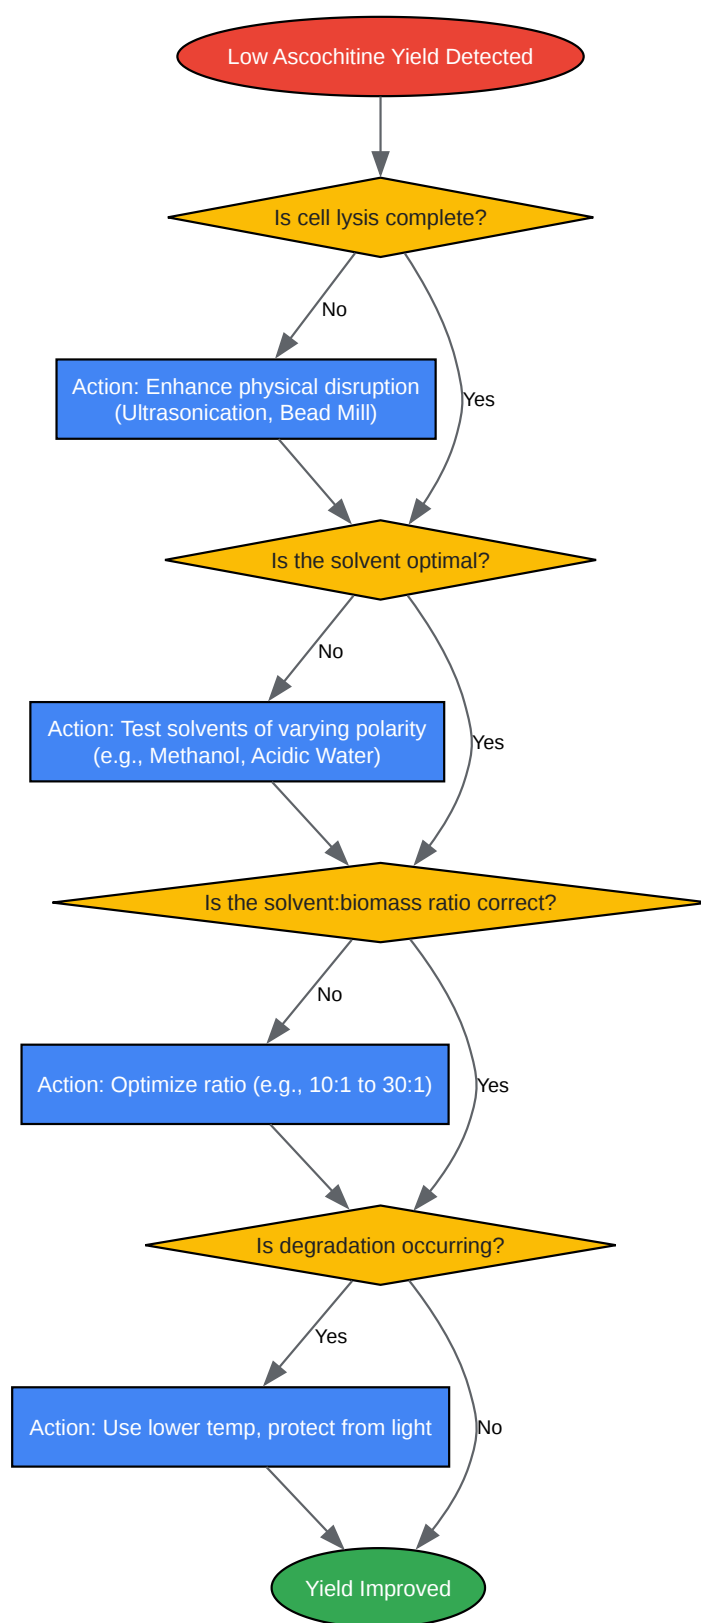 Low Ascochitine Yield Detected
Is cell lysis complete?
No
Action: Enhance physical disruption
(Ultrasonication, Bead Mill)
Yes
Is the solvent optimal?
No
Action: Test solvents of varying polarity
(e.g., Methanol, Acidic Water)
Yes
Is the solvent:biomass ratio correct?
No
Action: Optimize ratio (e.g., 10:1 to 30:1)
Yes
Is degradation occurring?
Yes
Action: Use lower temp, protect from light
No
Yield Improved